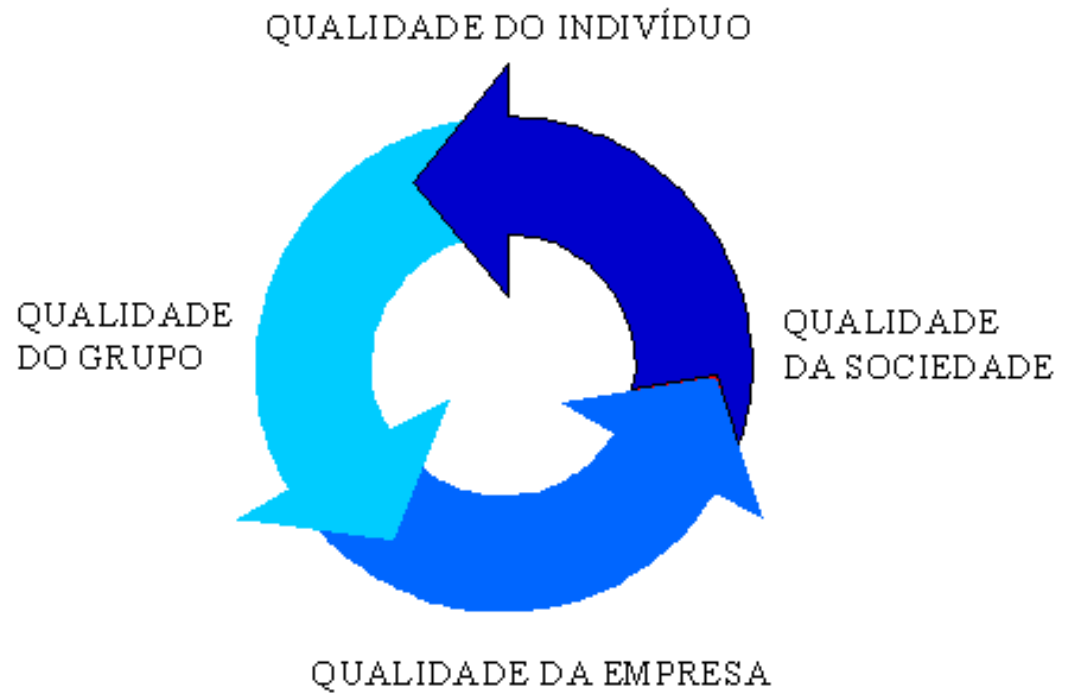 QUALIDADE DO INDIVÍDUO
QUALIDADE
DO GRUPO
QUALIDADE
DA SOCIEDADE
QUALIDADE DA EMPRESA